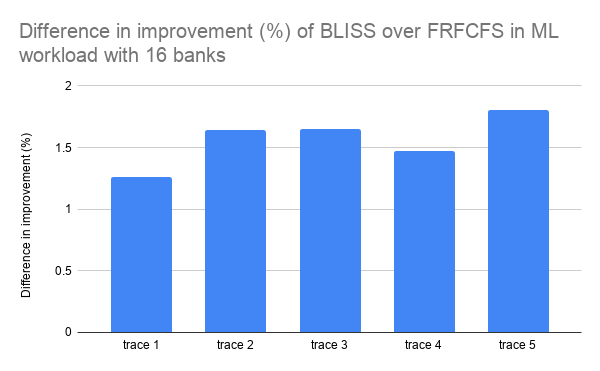 Difference in improvement (%) of BLISS over FRFCFS in ML
workload with 16 banks
Difference in improvement (%)
2
1.5
1
0.5
0
trace 1
trace 2
trace 3
trace 4
trace 5